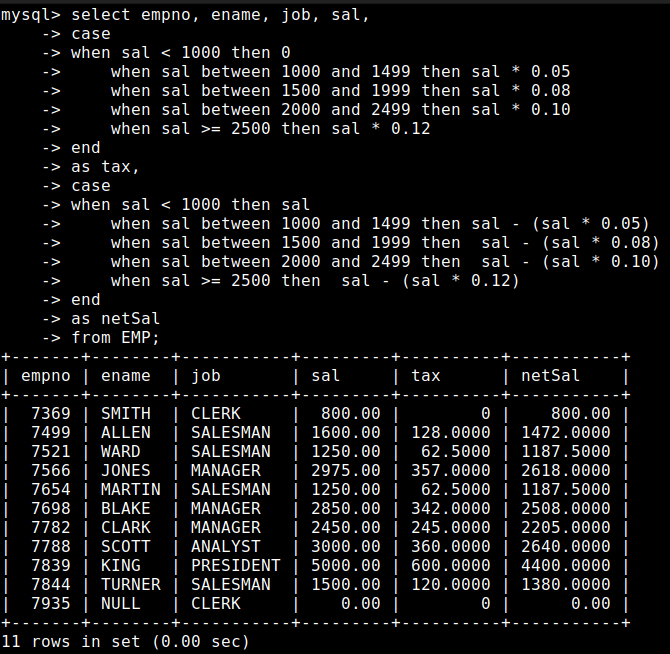 mysql> select empno, ename, job, sal,
    -> case
    -> when sal < 1000 then 0
    ->     when sal between 1000 and 1499 then sal * 0.05
    ->     when sal between 1500 and 1999 then sal * 0.08
    ->     when sal between 2000 and 2499 then sal * 0.10
    ->     when sal >= 2500 then sal * 0.12
    -> end
    -> as tax,
    -> case
    -> when sal < 1000 then sal
    ->     when sal between 1000 and 1499 then sal - (sal * 0.05)
    ->     when sal between 1500 and 1999 then  sal - (sal * 0.08)
    ->     when sal between 2000 and 2499 then  sal - (sal * 0.10)
    ->     when sal >= 2500 then  sal - (sal * 0.12)
    -> end
    -> as netSal
    -> from EMP;
+-------+--------+-----------+---------+----------+-----------+
| empno | ename  | job       | sal     | tax      | netSal    |
+-------+--------+-----------+---------+----------+-----------+
|  7369 | SMITH  | CLERK     |  800.00 |        0 |    800.00 |
|  7499 | ALLEN  | SALESMAN  | 1600.00 | 128.0000 | 1472.0000 |
|  7521 | WARD   | SALESMAN  | 1250.00 |  62.5000 | 1187.5000 |
|  7566 | JONES  | MANAGER   | 2975.00 | 357.0000 | 2618.0000 |
|  7654 | MARTIN | SALESMAN  | 1250.00 |  62.5000 | 1187.5000 |
|  7698 | BLAKE  | MANAGER   | 2850.00 | 342.0000 | 2508.0000 |
|  7782 | CLARK  | MANAGER   | 2450.00 | 245.0000 | 2205.0000 |
|  7788 | SCOTT  | ANALYST   | 3000.00 | 360.0000 | 2640.0000 |
|  7839 | KING   | PRESIDENT | 5000.00 | 600.0000 | 4400.0000 |
|  7844 | TURNER | SALESMAN  | 1500.00 | 120.0000 | 1380.0000 |
|  7935 | NULL   | CLERK     |    0.00 |        0 |      0.00 |
+-------+--------+-----------+---------+----------+-----------+
11 rows in set (0.00 sec)